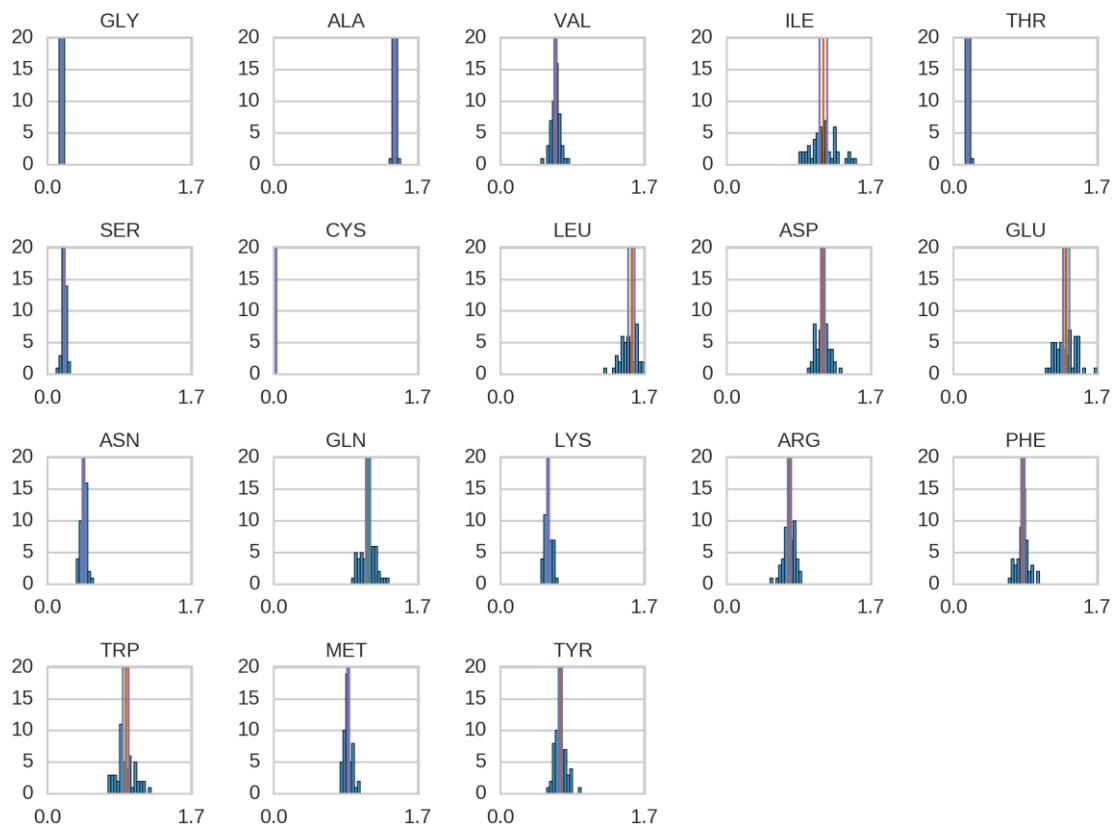 GLY ALA VAL ILE THR
20 20 20 20 20
15 15 15 15 15
10 10 10 10 10
5 5 5 5 5
0 0 0 0 0
0.0 1.7 0.0 1.7 0.0 1.7 0.0 1.7 0.0 1.7
SER CYS LEU ASP GLU
20 20 20 20 20
15 15 15 15 15
10 10 10 10 10
5 5 5 5 5
0 0 0 0 0
0.0 1.7 0.0 1.7 0.0 1.7 0.0 1.7 0.0 1.7
ASN GLN LYS ARG PHE
20 20 20 20 20
15 15 15 15 15
10 10 10 10 10
5 5 5 5 5
0 0 0 0 0
0.0 1.7 0.0 1.7 0.0 1.7 0.0 1.7 0.0 1.7
TRP MET TYR
20 20 20
15 15 15
10 10 10
5 5 5
0 0 0
0.0 1.7 0.0 1.7 0.0 1.7